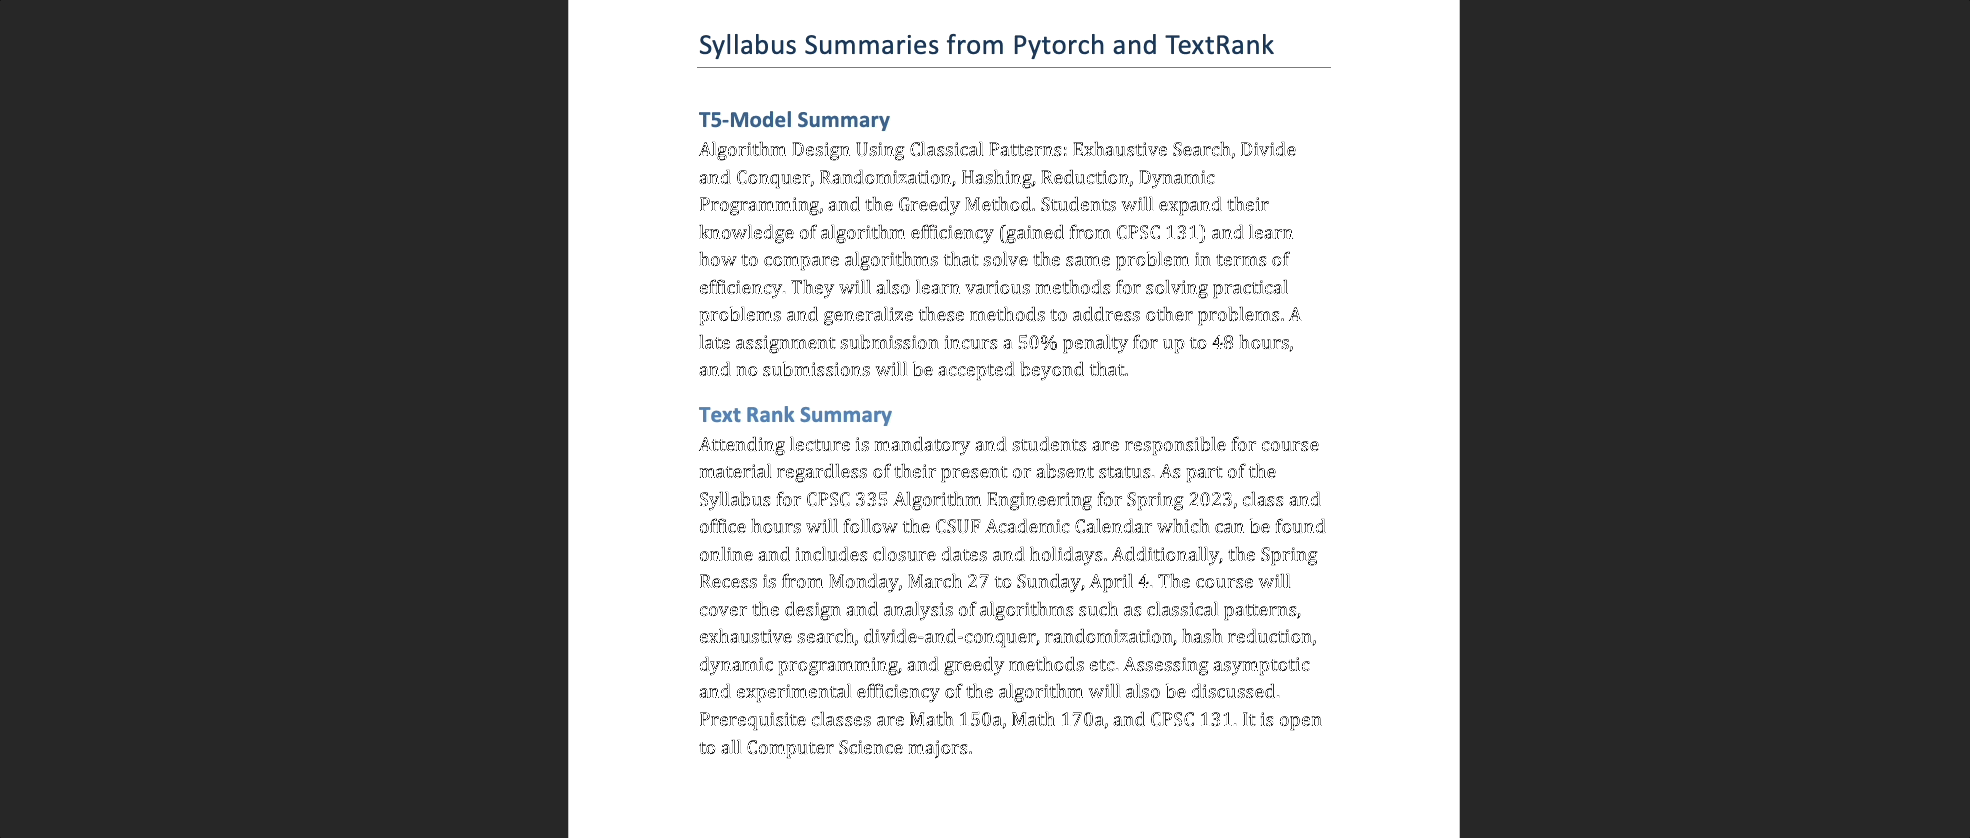 Syllabus Summaries from Pytorch and TextRank
T5-Model Summary
Algorithm Design Using Classical Patterns: Exhaustive Search, Divide
and Conquer, Randomization, Hashing, Reduction, Dynamic
Programming, and the Greedy Method. Students will expand their
knowledge of algorithm efficiency (gained from CPSC 131) and learn
how to compare algorithms that solve the same problem in terms of
efficiency. They will also learn various methods for solving practical
problems and generalize these methods to address other problems. A
late assignment submission incurs a 50% penalty for up to 48 hours,
and no submissions will be accepted beyond that.
Text Rank Summary
Attending lecture is mandatory and students are responsible for course
material regardless of their present or absent status. As part of the
Syllabus for CPSC 335 Algorithm Engineering for Spring 2023, class and
office hours will follow the CSUF Academic Calendar which can be found
online and includes closure dates and holidays. Additionally, the Spring
Recess is from Monday, March 27 to Sunday, April 4. The course will
cover the design and analysis of algorithms such as classical patterns,
exhaustive search, divide-and-conquer, randomization, hash reduction,
dynamic programming, and greedy methods etc. Assessing asymptotic
and experimental efficiency of the algorithm will also be discussed.
Prerequisite classes are Math 150a, Math 170a, and CPSC 131. It is open
to all Computer Science majors.